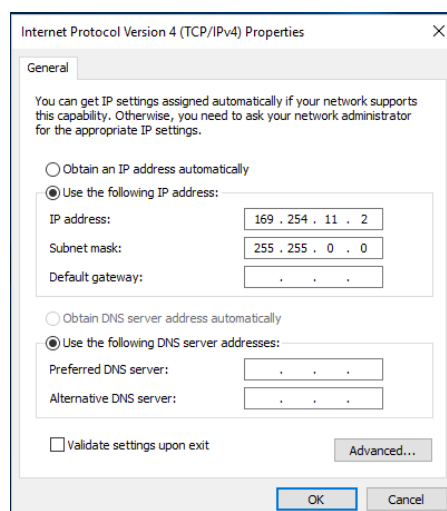 Internet Protocol Version 4 (TCP/IPv4) Properties
General
You can get IP settings assigned automatically if your network supports
this capability. Otherwise, you need to ask your network administrator
for the appropriate IP settings.
Obtain an IP address automatically
Use the following IP address:
IP address: 169 . 254 . 11 . 2
Subnet mask: 255 . 255 . 0 . 0
Default gateway: . . .
Obtain DNS server address automatically
Use the following DNS server addresses:
Preferred DNS server: . . .
Alternative DNS server: . . .
Validate settings upon exit
Advanced...
OK Cancel